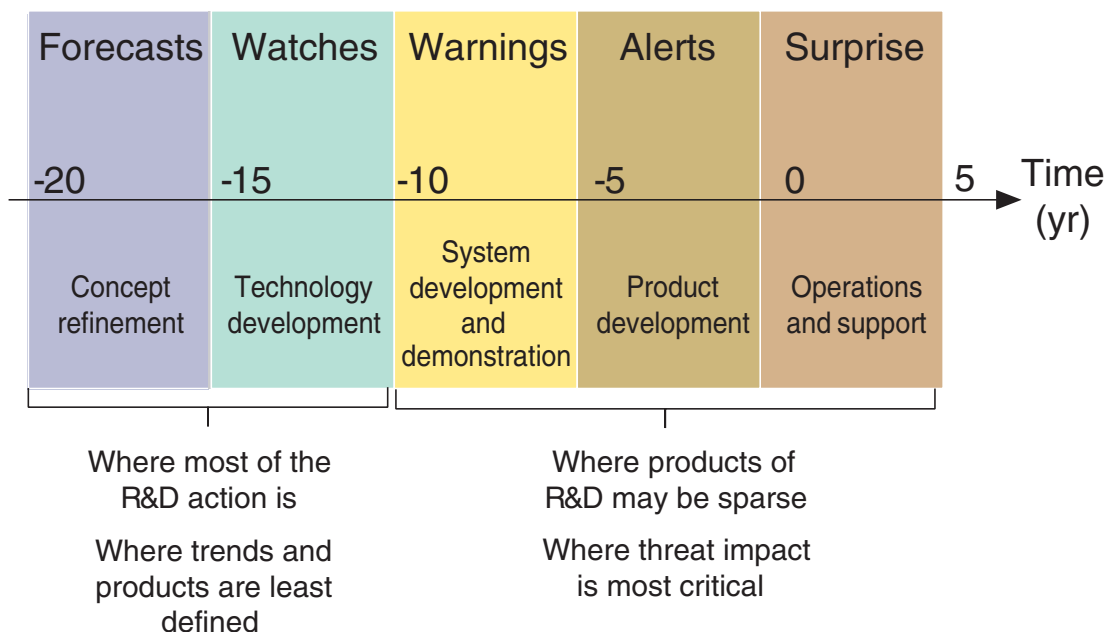 Forecasts Watches Warnings Alerts Surprise
-20 -15 -10 -5 0 5 Time
(yr)
Concept
refinement
Technology
development
System
development
and
demonstration
Product
development
Operations
and support
Where most of the
R&D action is
Where trends and
products are least
defined
Where products of
R&D may be sparse
Where threat impact
is most critical